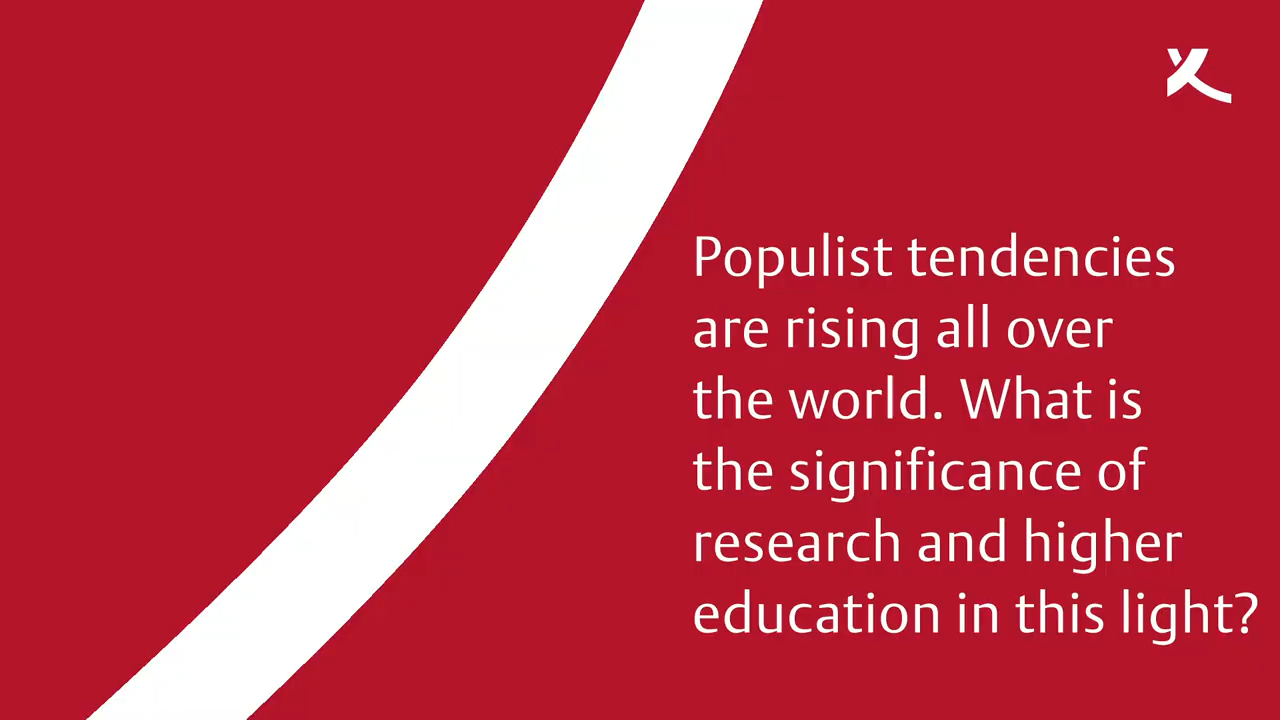 Populist tendencies
are rising all over
the world. What is
the significance of
research and higher
education in this light?